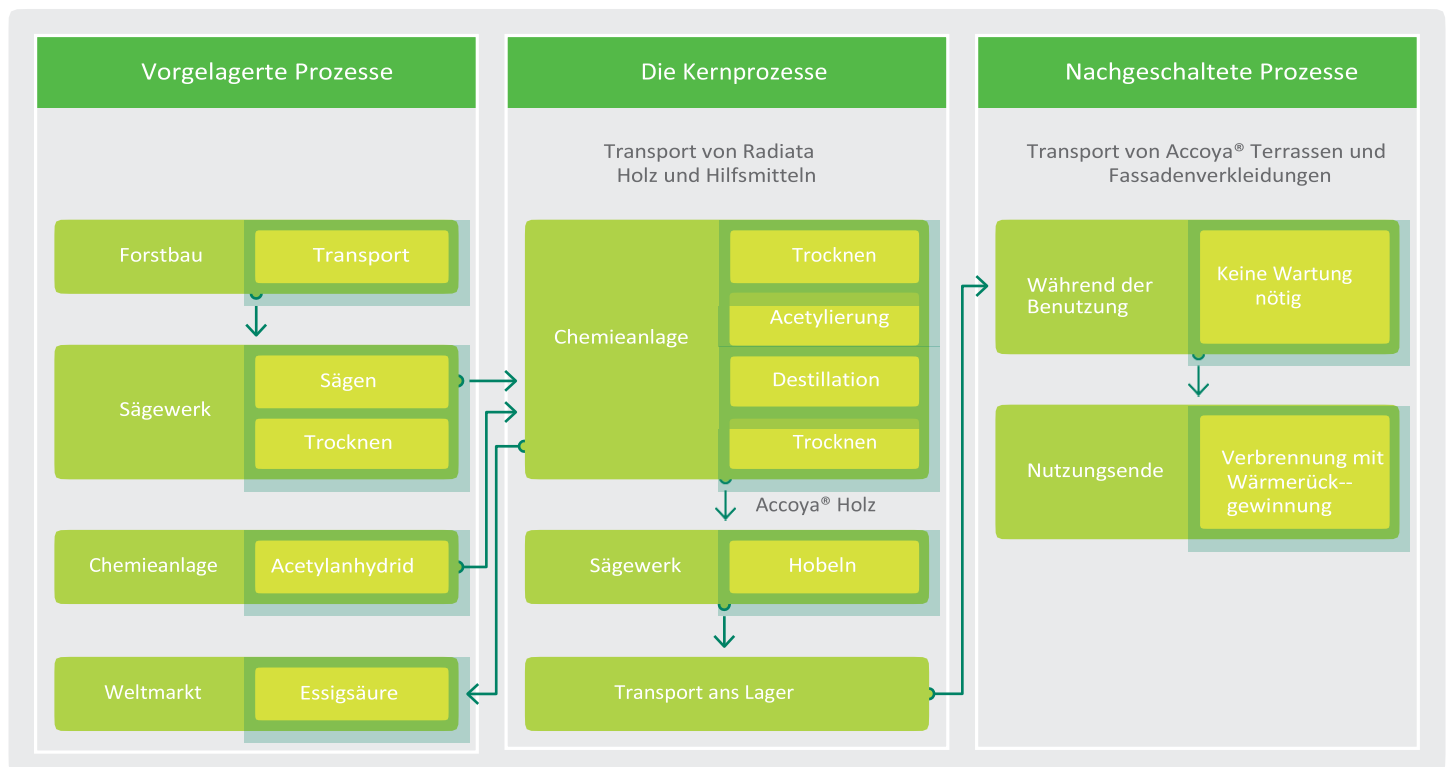 Vorgelagerte Prozesse
Forstbau
Transport
Sägewerk
Sägen
Trocknen
Chemieanlage
Acetylanhydrid
Weltmarkt
Essigsäure
Die Kernprozesse
Transport von Radiata
Holz und Hilfsmitteln
Chemieanlage
Trocknen
Acetylierung
Destillation
Trocknen
Accoya® Holz
Sägewerk
Hobeln
Transport ans Lager
Nachgeschaltete Prozesse
Transport von Accoya® Terrassen und
Fassadenverkleidungen
Während der
Benutzung
Keine Wartung
nötig
Nutzungsende
Verbrennung mit
Wärmerück--
gewinnung